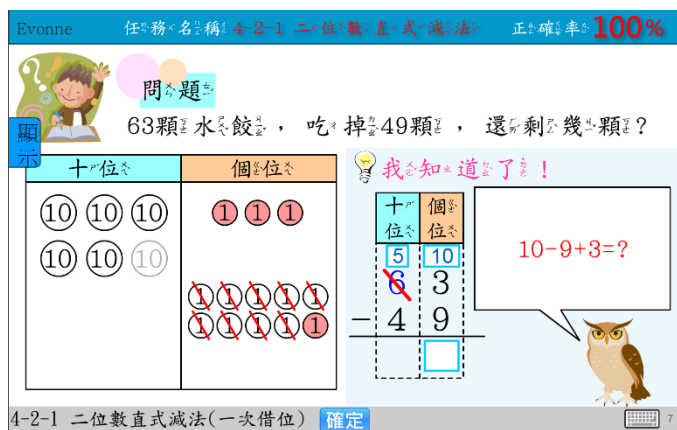 Evonne 任務名稱 4-2-1 二位數直式減法 正確率 100%
問題
63顆水餃，吃掉49顆，還剩幾顆？
顯示
十位 個位
10 10 10
10 10 10
1 1 1
1 1 1 1 1
1 1 1 1 1
我知道了！
十位 個位
5 10
6 3
- 4 9
10-9+3=?
4-2-1 二位數直式減法(一次借位) 確定 7